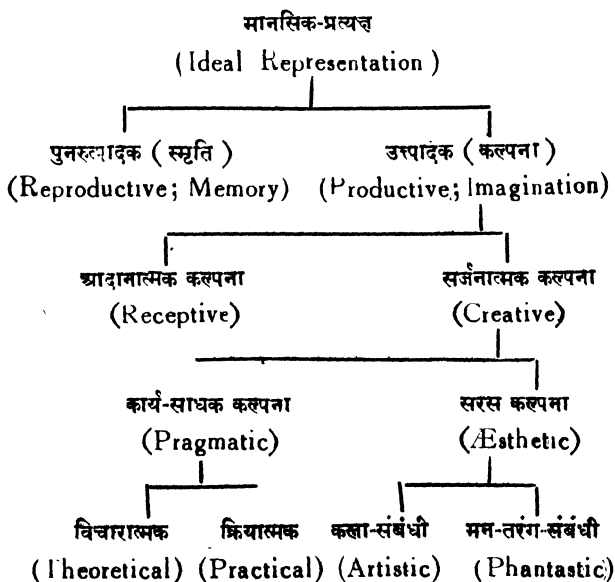 मानसिक-प्रत्यक्ष
(Ideal Representation)
पुनरुत्पादक (स्मृति) उत्पादक (कल्पना)
(Reproductive; Memory) (Productive; Imagination)
आदानात्मक कल्पना सर्जनात्मक कल्पना
(Receptive) (Creative)
कार्य-साधक कल्पना सरस कल्पना
(Pragmatic) (Æsthetic)
विचारात्मक क्रियात्मक कला-संबंधी मन-तरंग-संबंधी
(Theoretical) (Practical) (Artistic) (Phantastic)